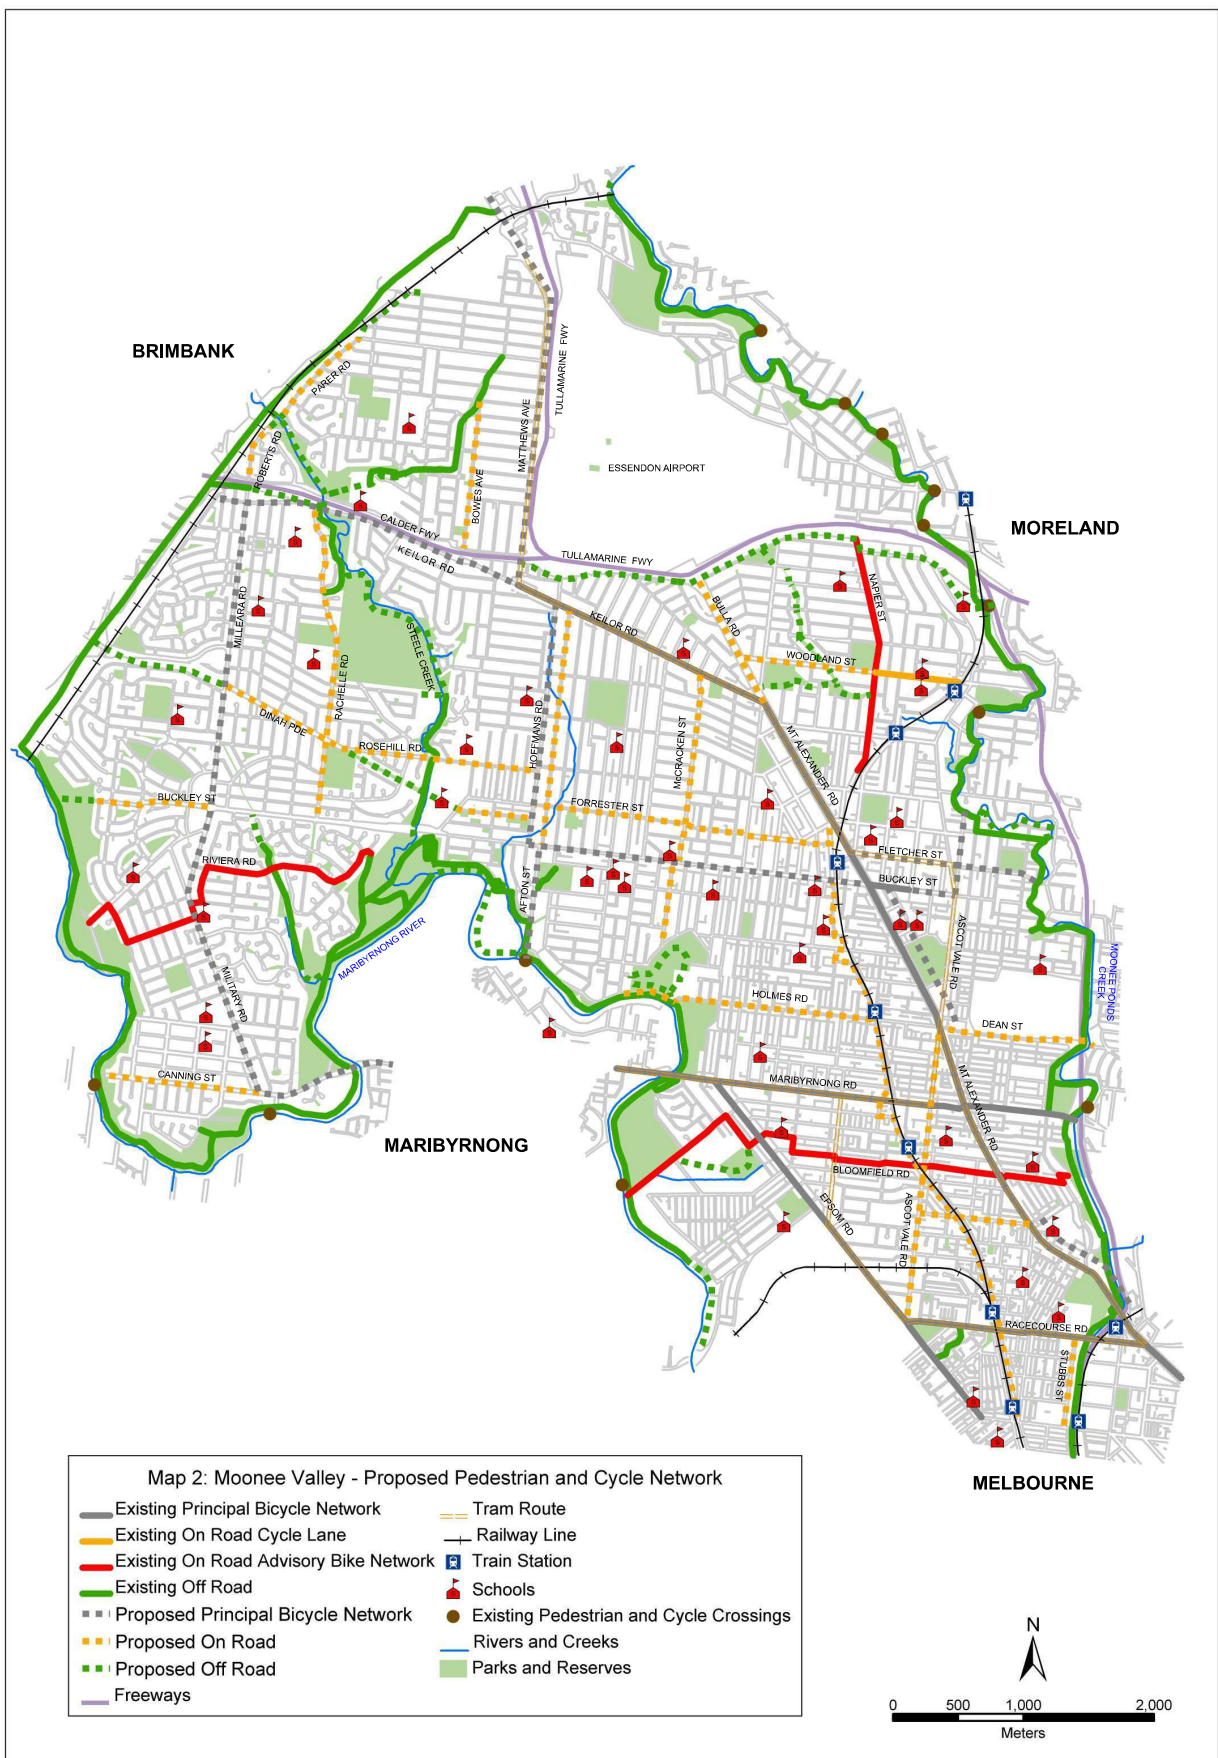 BRIMBANK
PARER RD
ROBERTS RD
TULLAMARINE FWY
MATTHEWS AVE
BOWES AVE
ESSENDON AIRPORT
MORELAND
CALDER FWY
KEILOR RD
TULLAMARINE FWY
MILLEARA RD
STEELE CREEK
RACHELLE RD
KEILOR RD
BULLA RD
NAPIER ST
WOODLAND ST
DINAH PDE
ROSEHILL RD
HOFFMANS RD
McCRACKEN ST
MT ALEXANDER RD
BUCKLEY ST
FORRESTER ST
FLETCHER ST
RIVIERA RD
AFTON ST
BUCKLEY ST
MARIBYRNONG RIVER
ASCOT VALE RD
MOONEE PONDS
CREEK
MILITARY RD
HOLMES RD
DEAN ST
CANNING ST
MARIBYRNONG RD
MT ALEXANDER RD
MARIBYRNONG
BLOOMFIELD RD
EPSOM RD
ASCOT VALE RD
RACECOURSE RD
STUBBS ST
MELBOURNE
Map 2: Moonee Valley - Proposed Pedestrian and Cycle Network
Existing Principal Bicycle Network
Existing On Road Cycle Lane
Existing On Road Advisory Bike Network
Existing Off Road
Proposed Principal Bicycle Network
Proposed On Road
Proposed Off Road
Freeways
Tram Route
Railway Line
Train Station
Schools
Existing Pedestrian and Cycle Crossings
Rivers and Creeks
Parks and Reserves
N
0 500 1,000 2,000
Meters